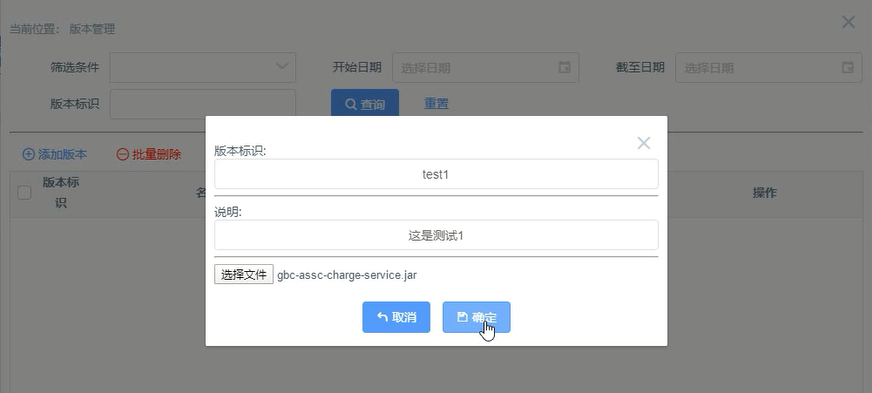 当前位置： 版本管理
筛选条件
开始日期 选择日期
截至日期 选择日期
版本标识
查询 重置
添加版本 批量删除
版本标识
操作
版本标识:
test1
说明:
这是测试1
选择文件 gbc-assc-charge-service.jar
取消 确定